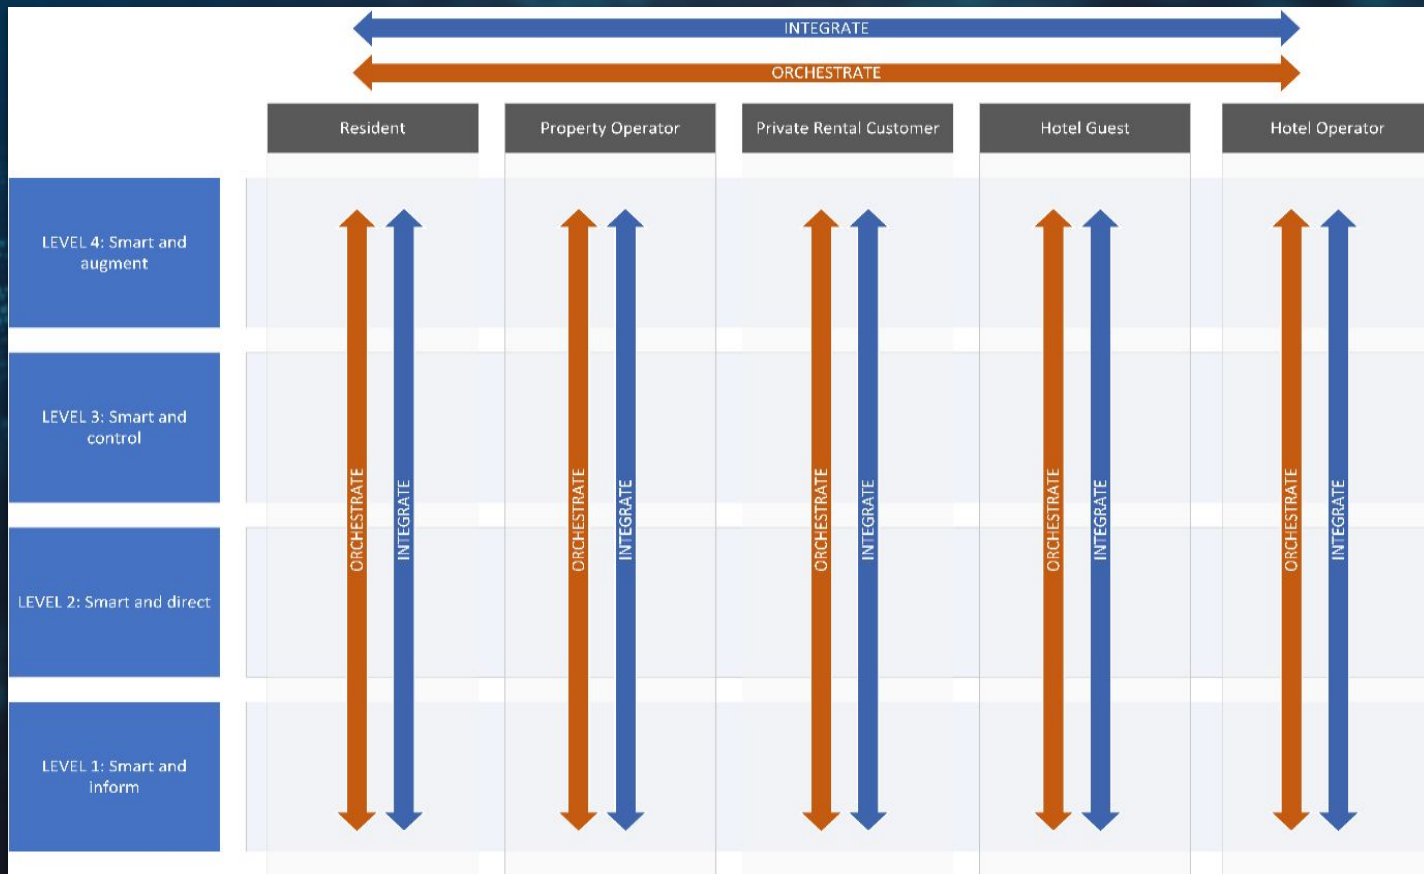 INTEGRATE
ORCHESTRATE
Resident
Property Operator
Private Rental Customer
Hotel Guest
Hotel Operator
LEVEL 4: Smart and
augment
LEVEL 3: Smart and
control
LEVEL 2: Smart and direct
LEVEL 1: Smart and
inform
ORCHESTRATE
INTEGRATE
ORCHESTRATE
INTEGRATE
ORCHESTRATE
INTEGRATE
ORCHESTRATE
INTEGRATE
ORCHESTRATE
INTEGRATE